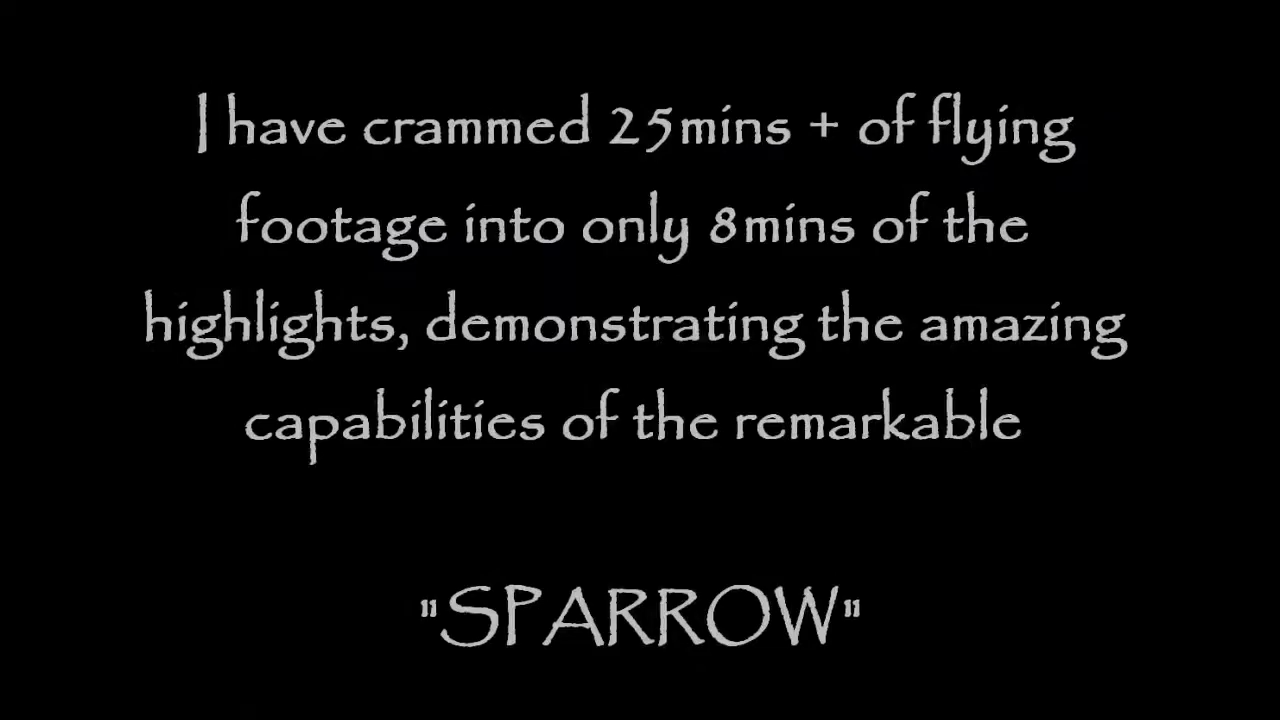 I have crammed 25mins + of flying
footage into only 8mins of the
highlights, demonstrating the amazing
capabilities of the remarkable
"SPARROW"